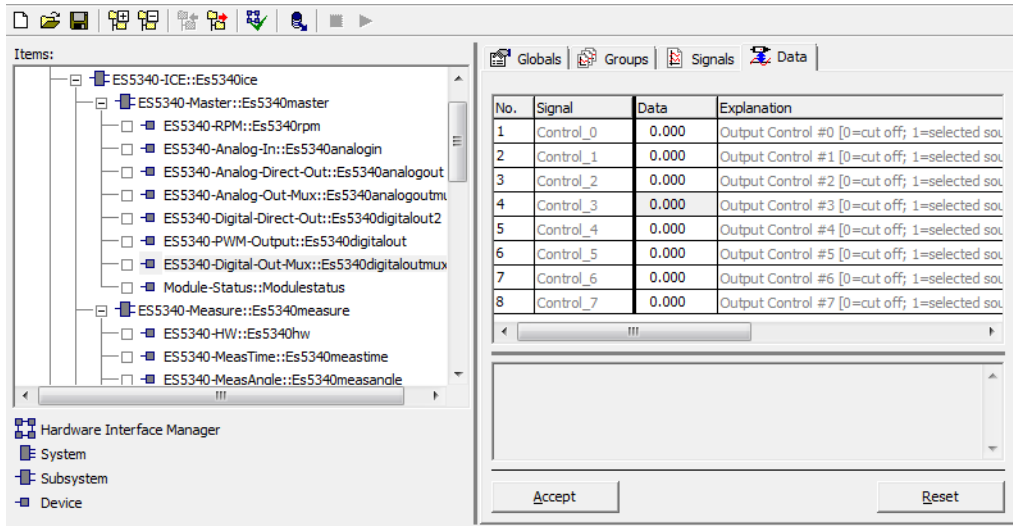 Items:
ES5340-ICE::Es5340ice
ES5340-Master::Es5340master
ES5340-RPM::Es5340rpm
ES5340-Analog-In::Es5340analogin
ES5340-Analog-Direct-Out::Es5340analogout
ES5340-Analog-Out-Mux::Es5340analogoutmu
ES5340-Digital-Direct-Out::Es5340digitalout2
ES5340-PWM-Output::Es5340digitalout
ES5340-Digital-Out-Mux::Es5340digitaloutmux
Module-Status::Modulestatus
ES5340-Measure::Es5340measure
ES5340-HW::Es5340hw
ES5340-MeasTime::Es5340meastime
ES5340-MeasAngle::Es5340measangle
Hardware Interface Manager
System
Subsystem
Device
Globals Groups Signals Data
No. Signal Data Explanation
1 Control_0 0.000 Output Control #0 [0=cut off; 1=selected sou
2 Control_1 0.000 Output Control #1 [0=cut off; 1=selected sou
3 Control_2 0.000 Output Control #2 [0=cut off; 1=selected sou
4 Control_3 0.000 Output Control #3 [0=cut off; 1=selected sou
5 Control_4 0.000 Output Control #4 [0=cut off; 1=selected sou
6 Control_5 0.000 Output Control #5 [0=cut off; 1=selected sou
7 Control_6 0.000 Output Control #6 [0=cut off; 1=selected sou
8 Control_7 0.000 Output Control #7 [0=cut off; 1=selected sou
Accept Reset